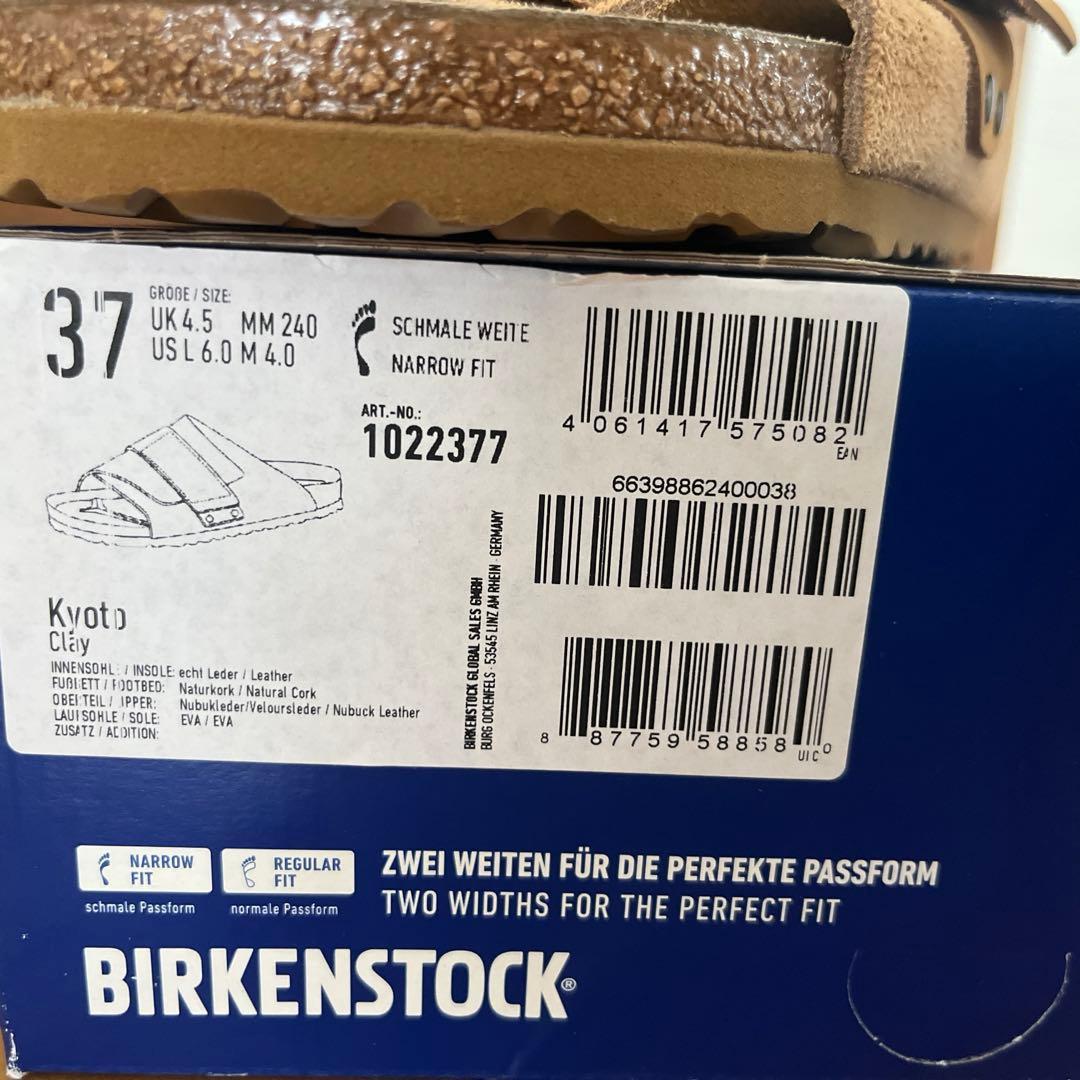 37
GRÖßE / SIZE:
UK 4.5 MM 240
US L 6.0 M 4.0
SCHMALE WEITE
NARROW FIT
ART.-NO.:
1022377
4 061417 575082
EAN
66398862400038
8 87759 58858 0
Kyoto
Clay
INNENSOHLE / INSOLE: echt Leder / Leather
FUßBETT / FOOTBED: Naturkork / Natural Cork
OBERTEIL / UPPER: Nubukleder/Veloursleder / Nubuck Leather
LAUFSOHLE / SOLE: EVA / EVA
ZUSATZ / ADDITION:
BIRKENSTOCK GLOBAL SALES GMBH
BURG OCKENFELS · 53545 LINZ AM RHEIN · GERMANY
NARROW
FIT
schmale Passform
REGULAR
FIT
normale Passform
ZWEI WEITEN FÜR DIE PERFEKTE PASSFORM
TWO WIDTHS FOR THE PERFECT FIT
BIRKENSTOCK®